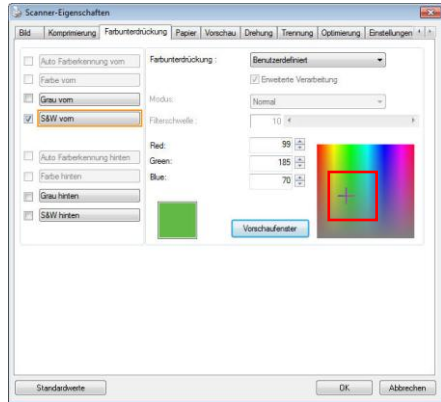 Scanner-Eigenschaften
Bild Komprimierung Farbunterdrückung Papier Vorschau Drehung Trennung Optimierung Einstellungen
Auto Farberkennung vorn Farbunterdrückung : Benutzerdefiniert
Farbe vorn Erweiterte Verarbeitung
Grau vorn Modus: Normal
S&W vorn Filterschwelle : 10
Red: 99
Auto Farberkennung hinten Green: 185
Farbe hinten Blue: 70
Grau hinten
S&W hinten
Vorschaufenster
Standardwerte OK Abbrechen